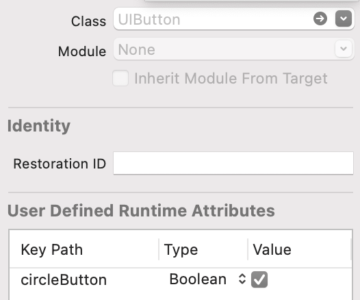 Class UIButton
Module None
Inherit Module From Target
Identity
Restoration ID
User Defined Runtime Attributes
Key Path Type Value
circleButton Boolean